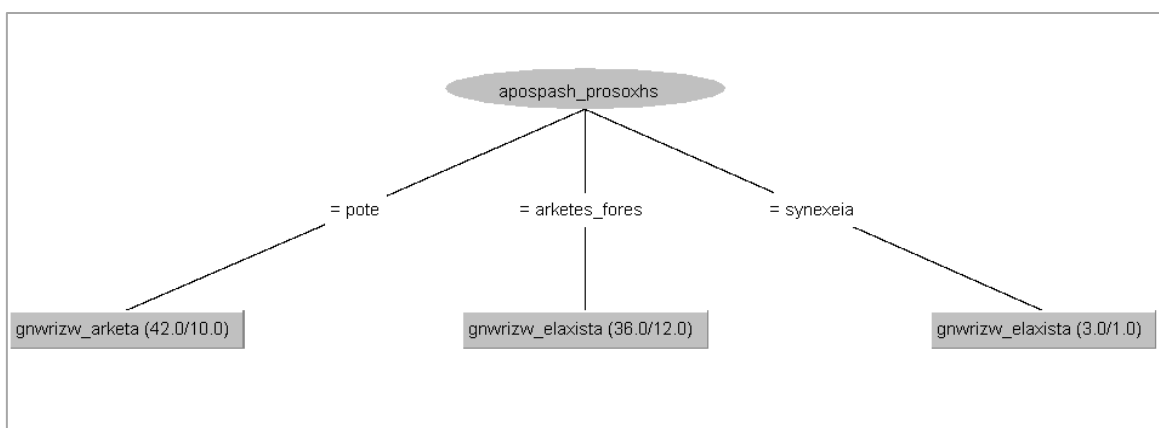 apospash_prosoxhs
= pote
= arketes_fores
= synexeia
gnwrizw_arketa (42.0/10.0)
gnwrizw_elaxista (36.0/12.0)
gnwrizw_elaxista (3.0/1.0)